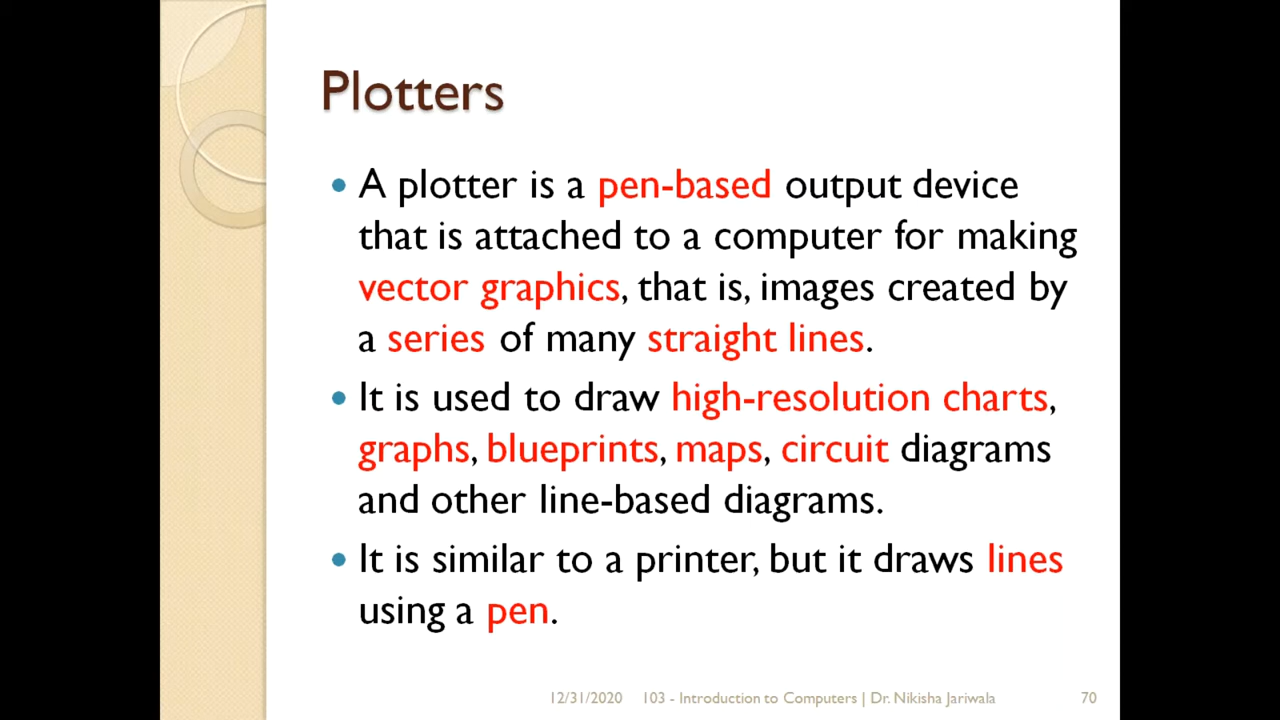 Plotters
• A plotter is a pen-based output device
that is attached to a computer for making
vector graphics, that is, images created by
a series of many straight lines.
• It is used to draw high-resolution charts,
graphs, blueprints, maps, circuit diagrams
and other line-based diagrams.
• It is similar to a printer, but it draws lines
using a pen.
12/31/2020 103 - Introduction to Computers | Dr. Nikisha Jariwala 70